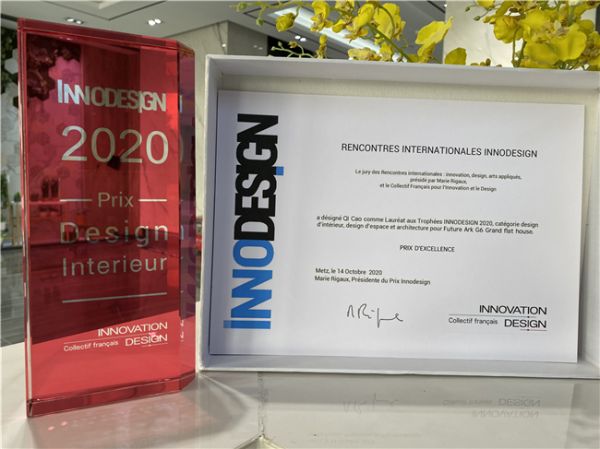 INNODESIGN
2020
Prix
Design
Interieur
INNOVATION
Collectif français DESIGN
INNODESIGN
RENCONTRES INTERNATIONALES INNODESIGN
Le jury des Rencontres internationales : innovation, design, arts appliqués,
présidé par Marie Rigaux,
et le Collectif Français pour l'Innovation et le Design
a désigné QI Cao comme Lauréat aux Trophées INNODESIGN 2020, catégorie design
d'intérieur, design d'espace et architecture pour Future Ark G6 Grand flat house.
PRIX D'EXCELLENCE
Metz, le 14 Octobre 2020
Marie Rigaux, Présidente du Prix Innodesign
INNOVATION
Collectif français DESIGN